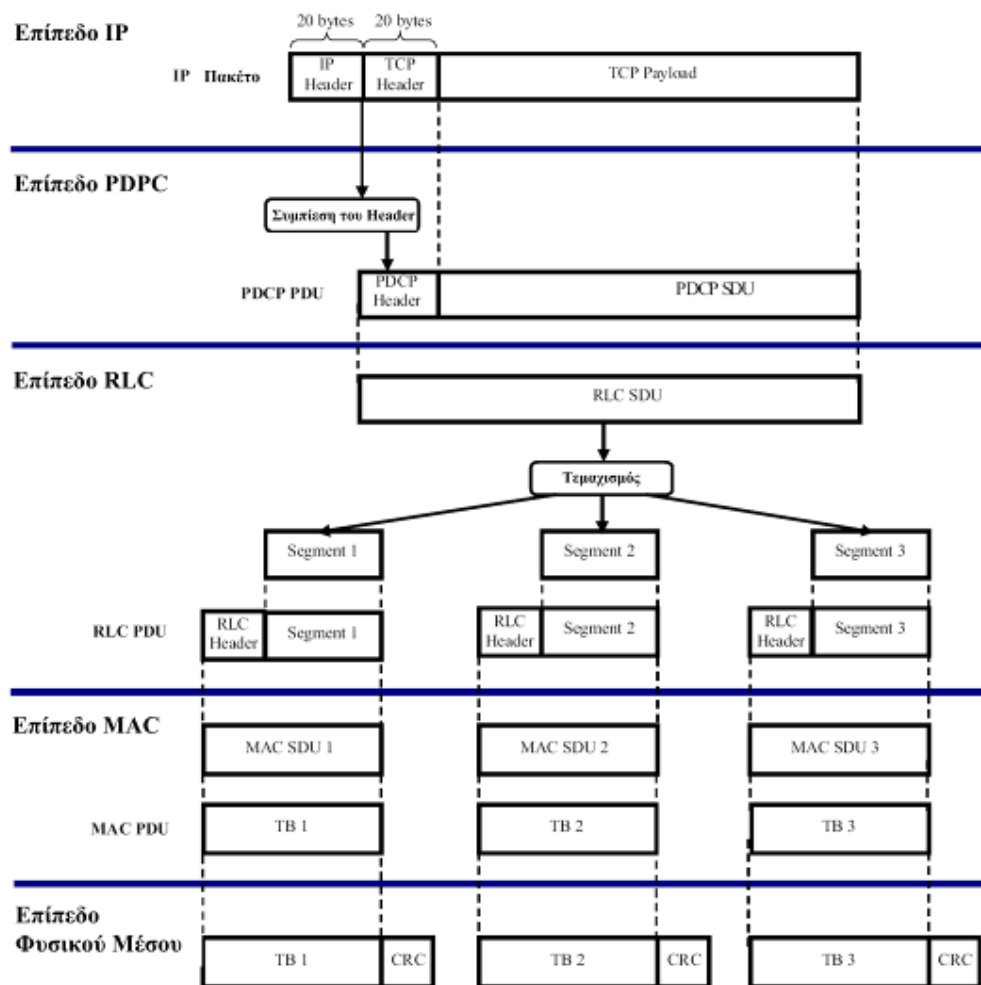 20 bytes 20 bytes
Επίπεδο IP
IP Πακέτο
IP Header
TCP Header
TCP Payload
Επίπεδο PDPC
Συμπίεση του Header
PDCP PDU
PDCP Header
PDCP SDU
Επίπεδο RLC
RLC SDU
Τεμαχισμός
Segment 1
Segment 2
Segment 3
RLC PDU
RLC Header
Segment 1
RLC Header
Segment 2
RLC Header
Segment 3
Επίπεδο MAC
MAC SDU 1
MAC SDU 2
MAC SDU 3
MAC PDU
TB 1
TB 2
TB 3
Επίπεδο
Φυσικού Μέσου
TB 1
CRC
TB 2
CRC
TB 3
CRC